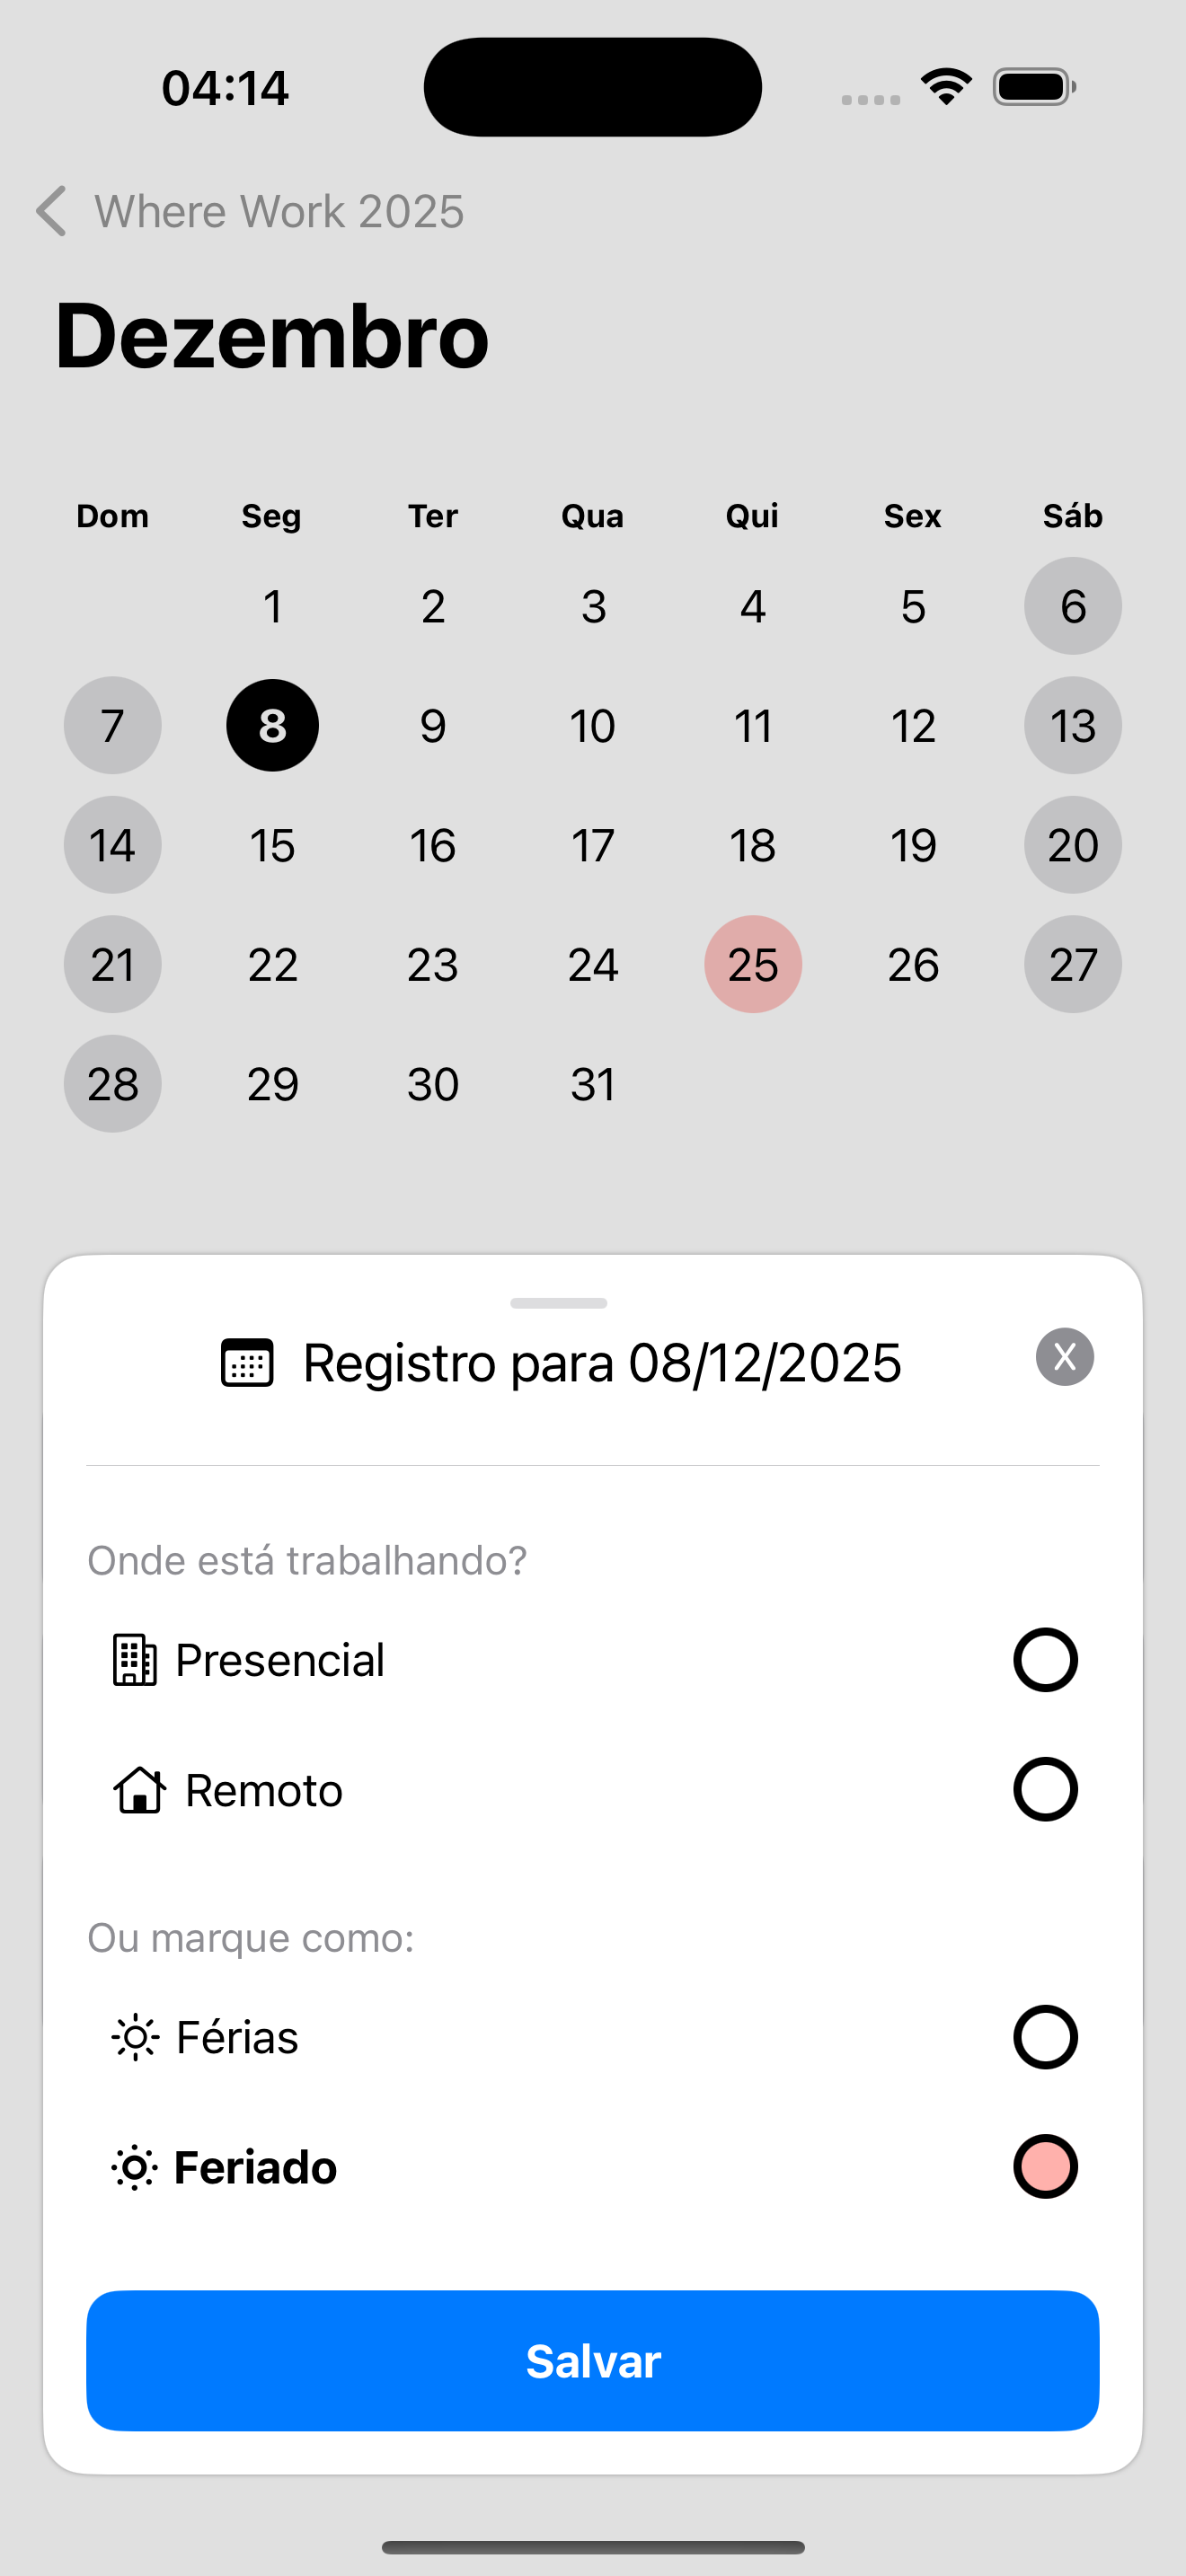 04:14
Where Work 2025
Dezembro
Dom Seg Ter Qua Qui Sex Sáb
1 2 3 4 5 6
7 8 9 10 11 12 13
14 15 16 17 18 19 20
21 22 23 24 25 26 27
28 29 30 31
Registro para 08/12/2025
X
Onde está trabalhando?
Presencial
Remoto
Ou marque como:
Férias
Feriado
Salvar